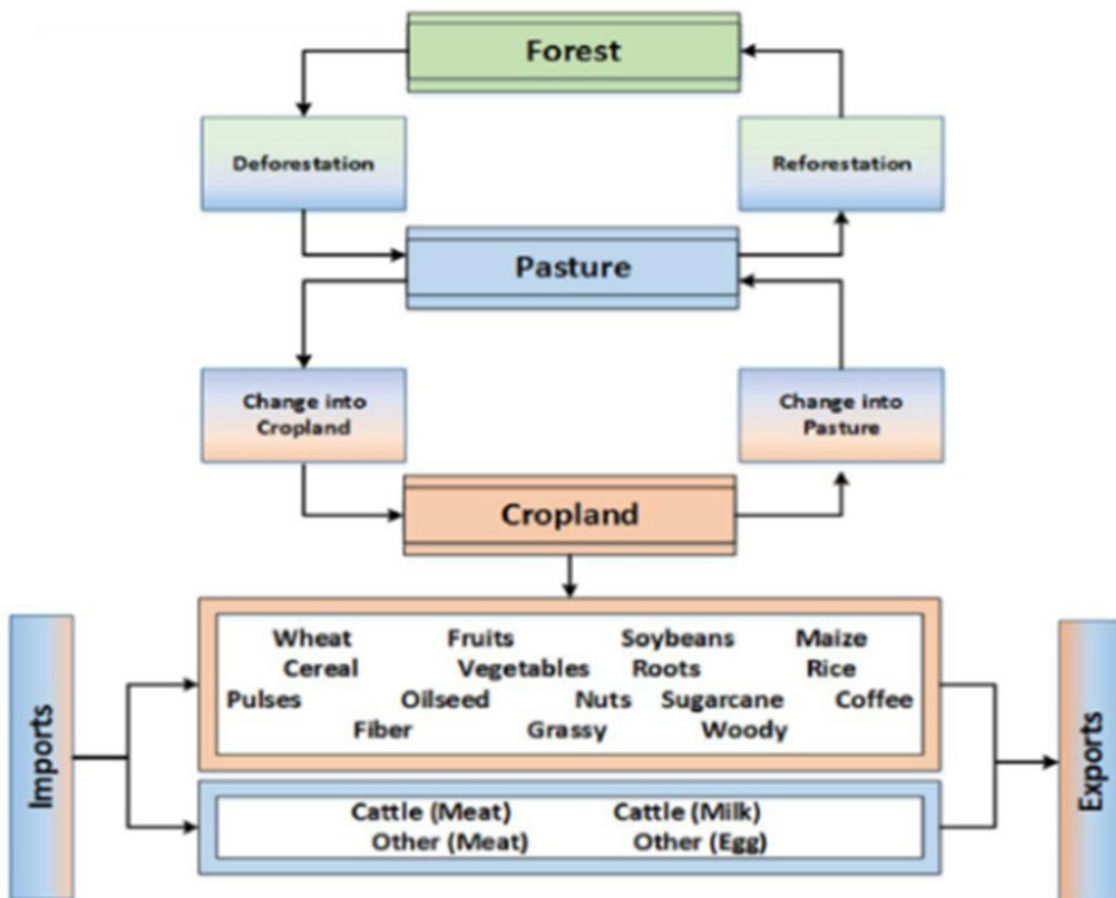 Forest
Deforestation
Reforestation
Pasture
Change into
Cropland
Change into
Pasture
Cropland
Imports
Wheat Fruits Soybeans Maize
Cereal Vegetables Roots Rice
Pulses Oilseed Nuts Sugarcane Coffee
Fiber Grassy Woody
Cattle (Meat) Cattle (Milk)
Other (Meat) Other (Egg)
Exports